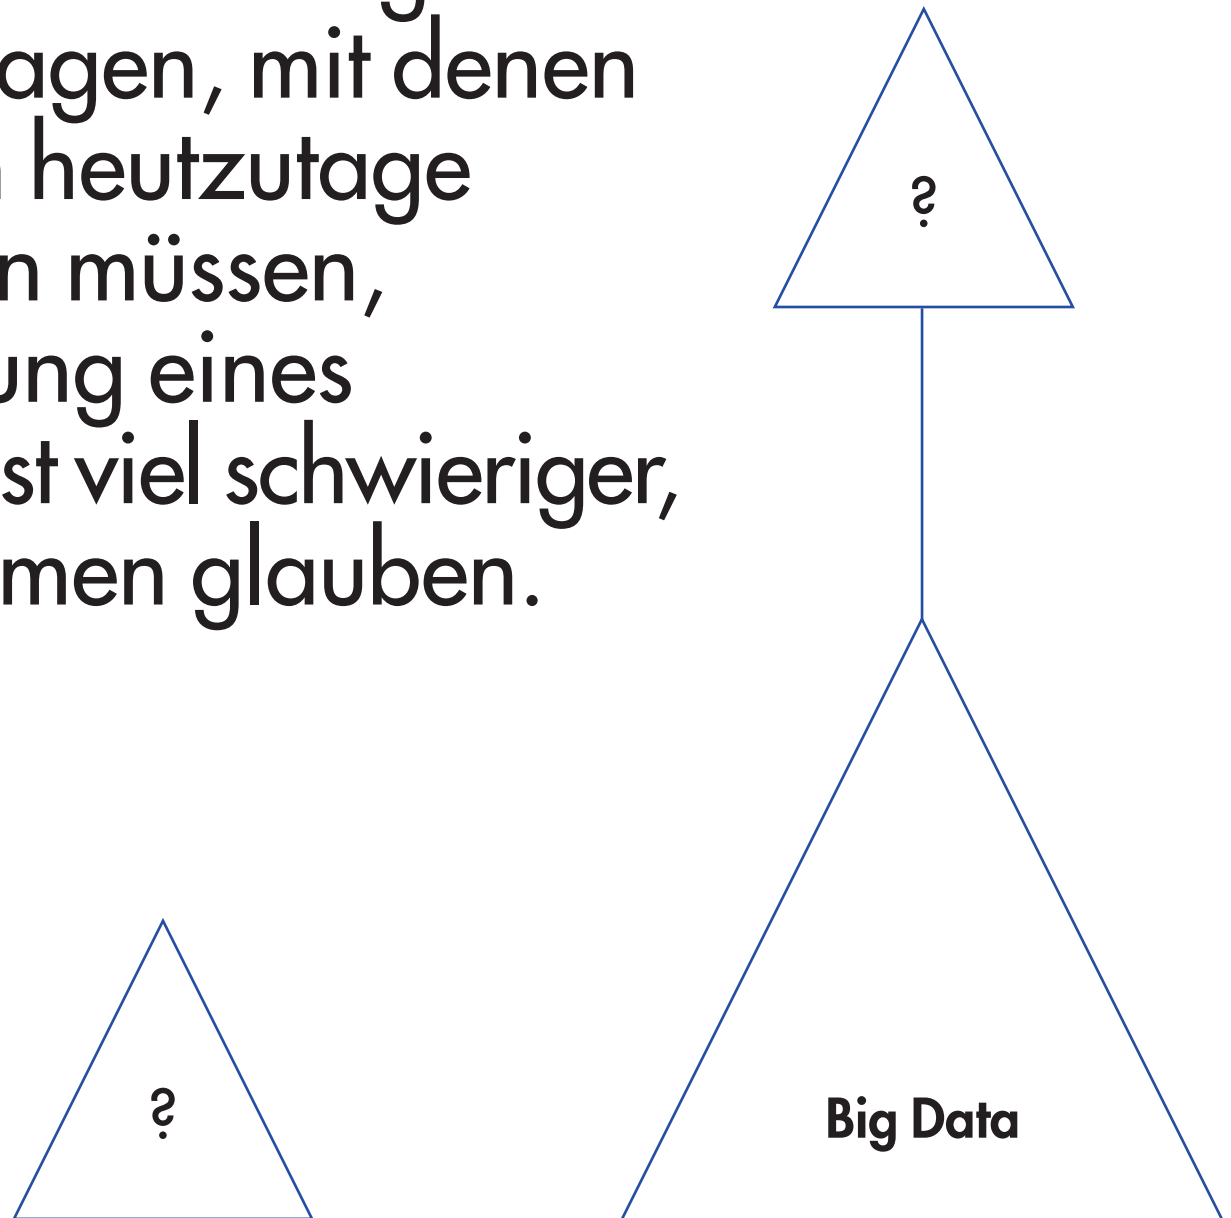 agen, mit denen
heutzutage
n müssen,
ung eines
st viel schwieriger,
men glauben.
?
?
Big Data